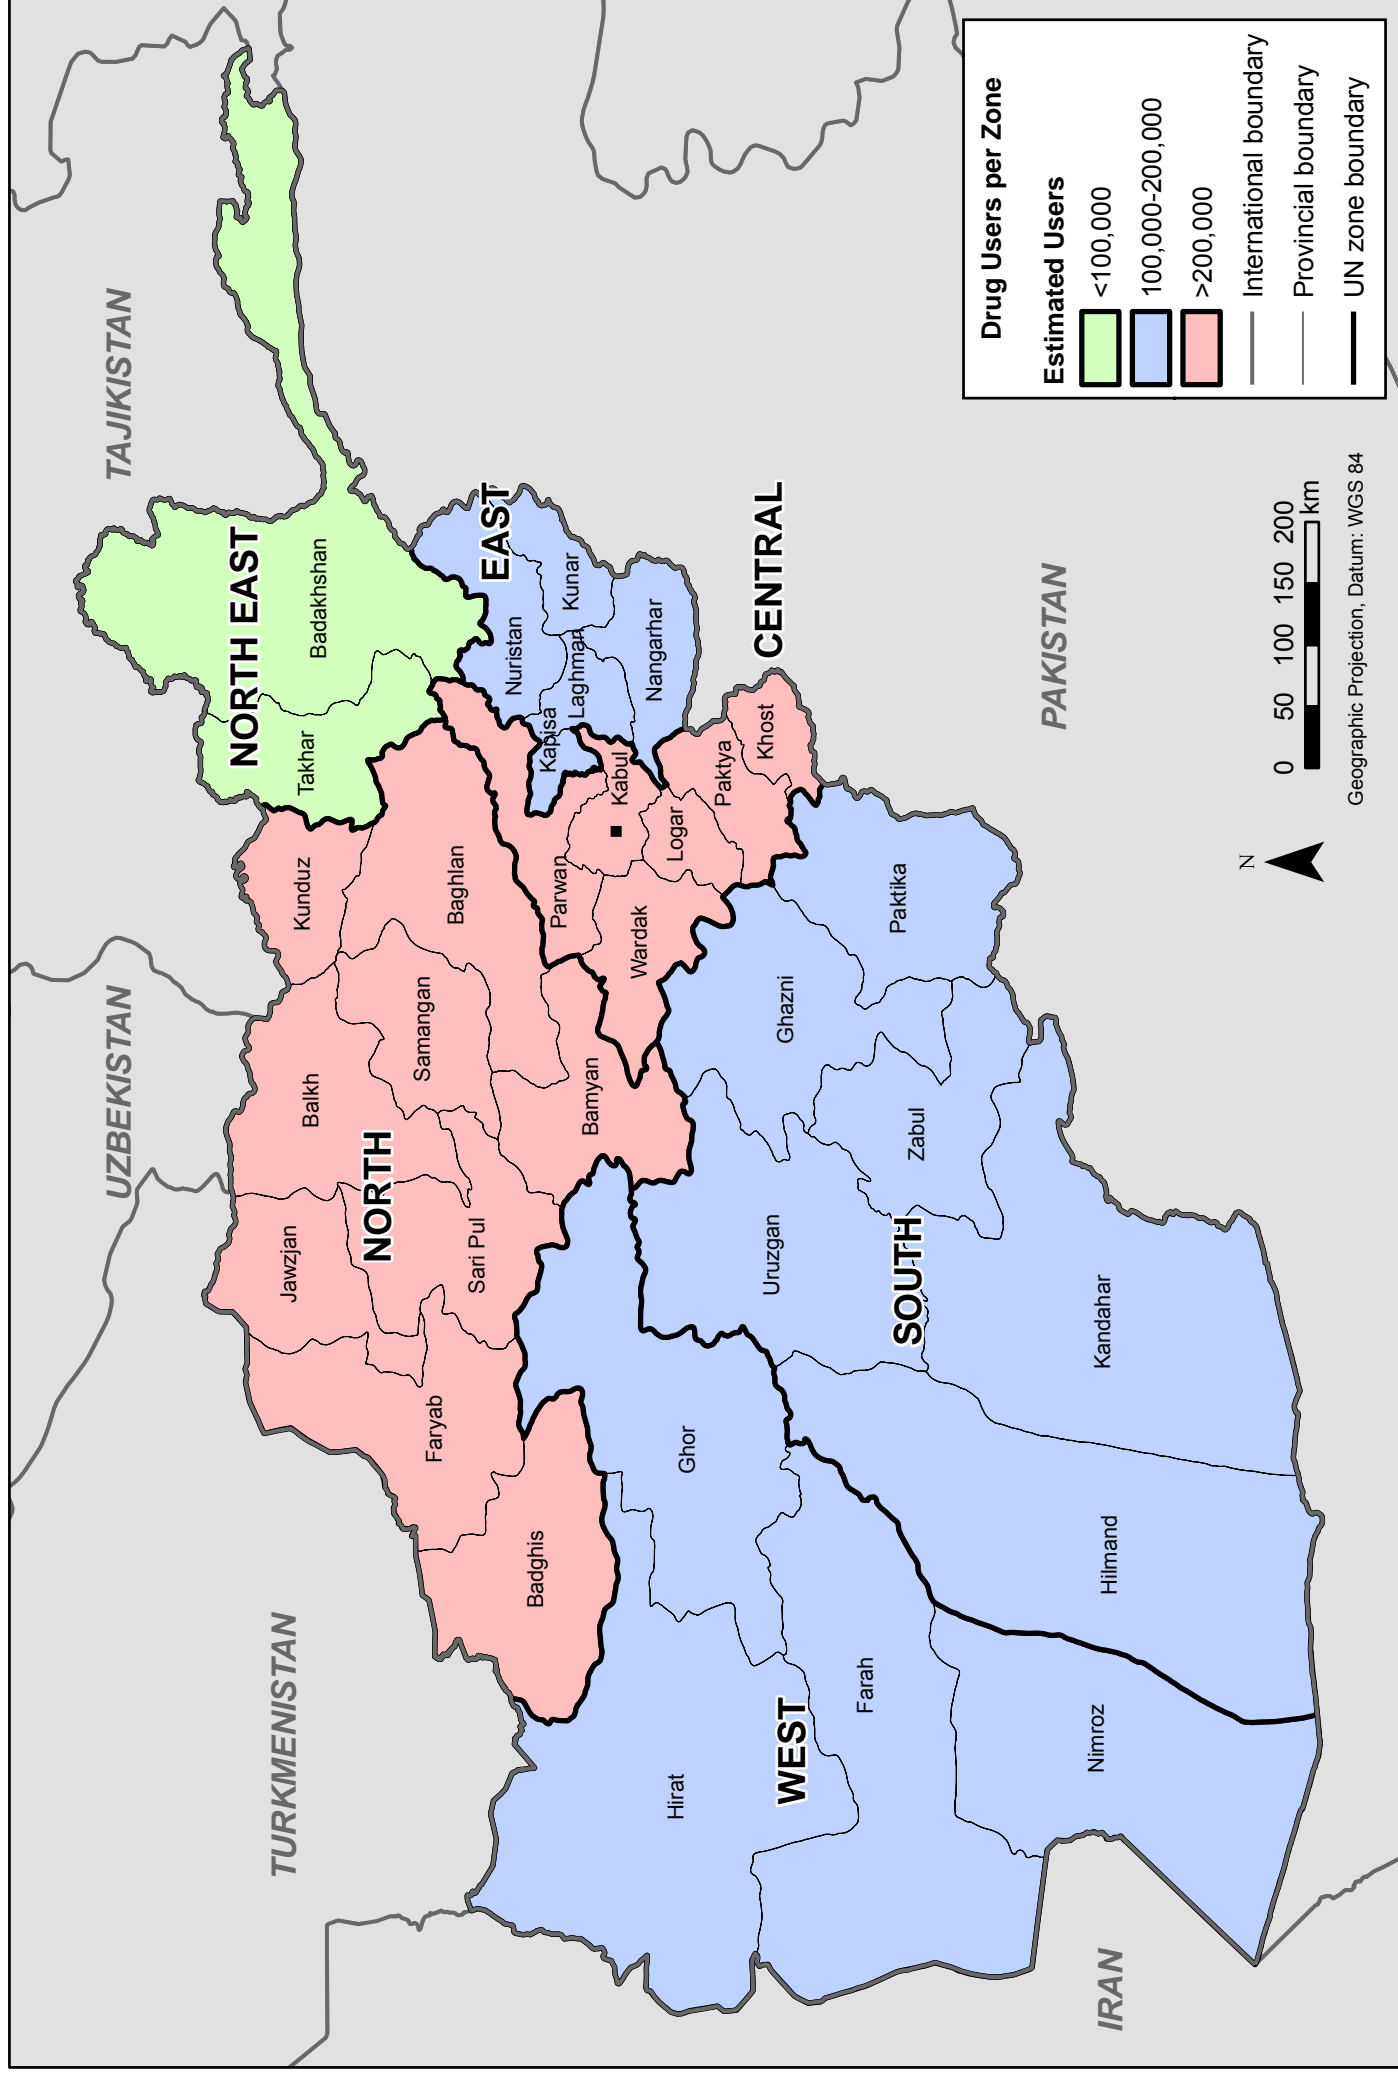 TAJIKISTAN
UZBEKISTAN
TURKMENISTAN
NORTH EAST
Badakhshan
Takhar
Kunduz
Balkh
Jawzjan
NORTH
Baghlan
Samangan
Sari Pul
Faryab
Badghis
EAST
Nuristan
Kunar
Laghman
Kapisa
Nangarhar
Parwan
Kabul
Bamyan
Wardak
Logar
Paktya
Khost
CENTRAL
Hirat
Ghor
WEST
Farah
Nimroz
Uruzgan
Ghazni
Paktika
Zabul
SOUTH
Kandahar
Hilmand
PAKISTAN
IRAN
N
0 50 100 150 200
km
Geographic Projection, Datum: WGS 84
Drug Users per Zone
Estimated Users
<100,000
100,000-200,000
>200,000
International boundary
Provincial boundary
UN zone boundary